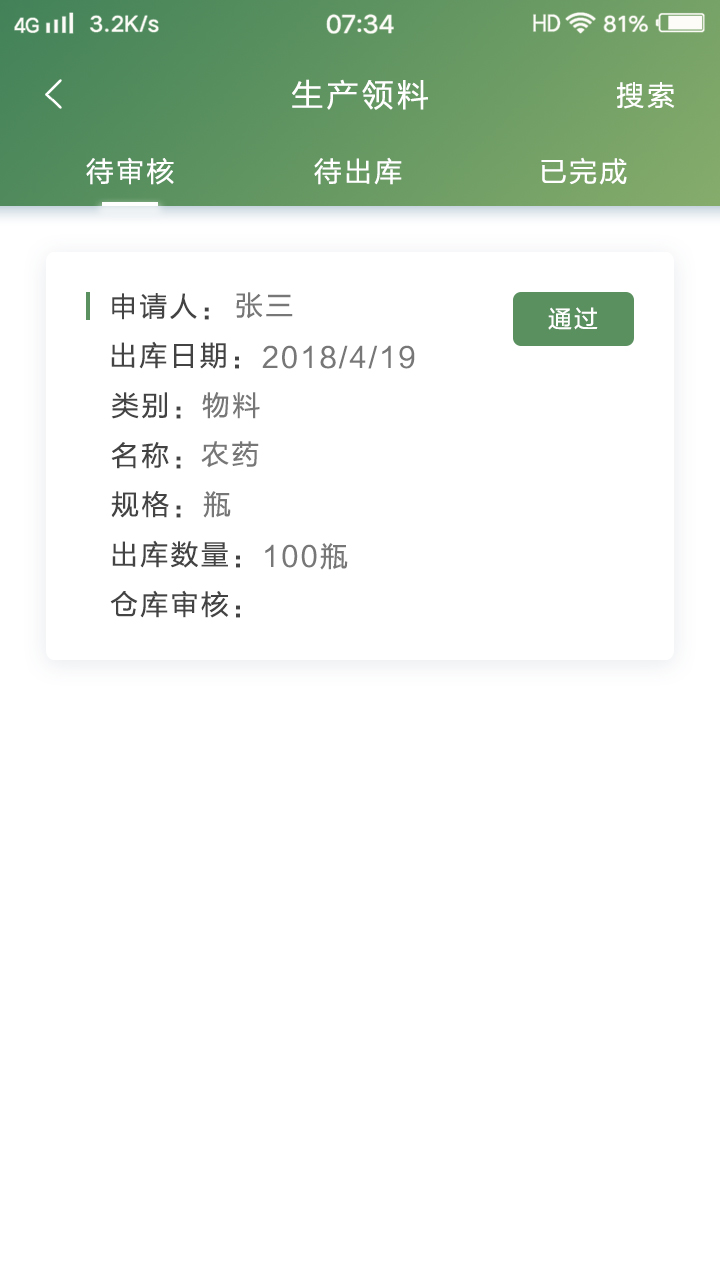 4G 3.2K/s 07:34 HD 81%
生产领料 搜索
待审核 待出库 已完成
申请人：张三 通过
出库日期：2018/4/19
类别：物料
名称：农药
规格：瓶
出库数量：100瓶
仓库审核：